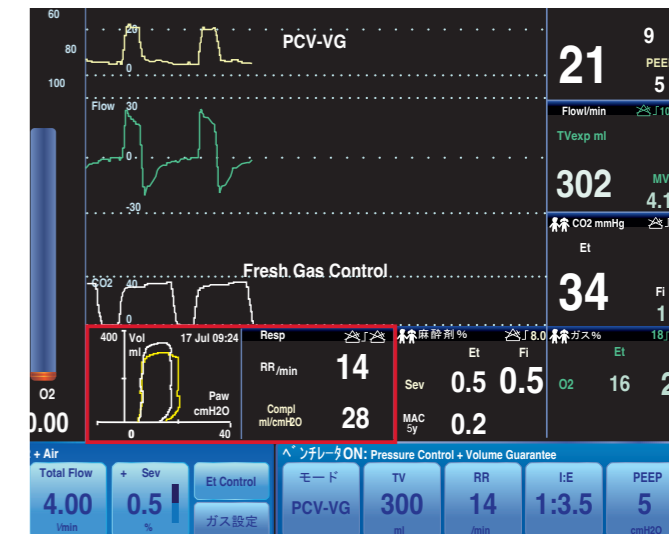 60
80
100
20
0
PCV-VG
21
9
PEE
5
Flow
30
0
-30
Flowl/min
10
TVexp ml
302
MV
4.1
CO2 mmHg
Et
34
Fi
1
CO2
40
0
Fresh Gas Control
400 Vol 17 Jul 09:24
ml
Paw
cmH2O
0 40
Resp
RR/min 14
Compl
ml/cmH2O 28
麻酔剤% 8.0
Et Fi
Sev 0.5 0.5
MAC
5y 0.2
ガス% 18
Et
O2 16 2
O2
0.00
+ Air
Total Flow
4.00
l/min
+ Sev
0.5
%
Et Control
ガス設定
ベンチレータON: Pressure Control + Volume Guarantee
モード
PCV-VG
TV
300
ml
RR
14
/min
I:E
1:3.5
PEEP
5
cmH2O